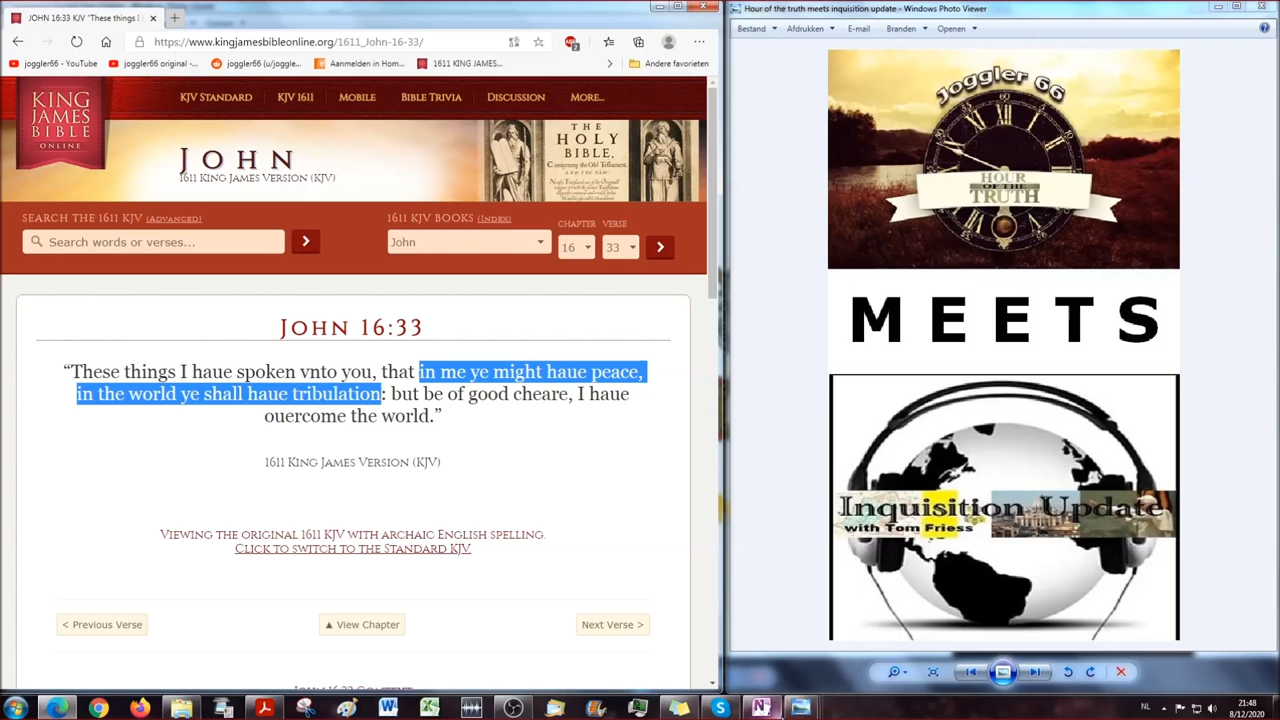 JOHN 16:33 KJV "These things I
https://www.kingjamesbibleonline.org/1611_John-16-33/
joggler66 - YouTube
joggler66 original -...
joggler66 (u/joggle...
Aanmelden in Hom...
1611 KING JAMES...
Andere favorieten
KING
JAMES
BIBLE
ONLINE
KJV STANDARD
KJV 1611
MOBILE
BIBLE TRIVIA
DISCUSSION
MORE...
JOHN
1611 KING JAMES VERSION (KJV)
THE
HOLY
BIBLE,
SEARCH THE 1611 KJV (ADVANCED)
Search words or verses...
1611 KJV BOOKS (INDEX)
John
CHAPTER
16
VERSE
33
JOHN 16:33
“These things I haue spoken vnto you, that in me ye might haue peace,
in the world ye shall haue tribulation: but be of good cheare, I haue
ouercome the world.”
1611 KING JAMES VERSION (KJV)
VIEWING THE ORIGINAL 1611 KJV WITH ARCHAIC ENGLISH SPELLING.
CLICK TO SWITCH TO THE STANDARD KJV
< Previous Verse
▲ View Chapter
Next Verse >
Hour of the truth meets inquisition update - Windows Photo Viewer
Bestand
Afdrukken
E-mail
Branden
Openen
Joggler 66
HOUR
OF THE
TRUTH
MEETS
Inquisition Update
with Tom Friess
NL
21:48
8/12/2020